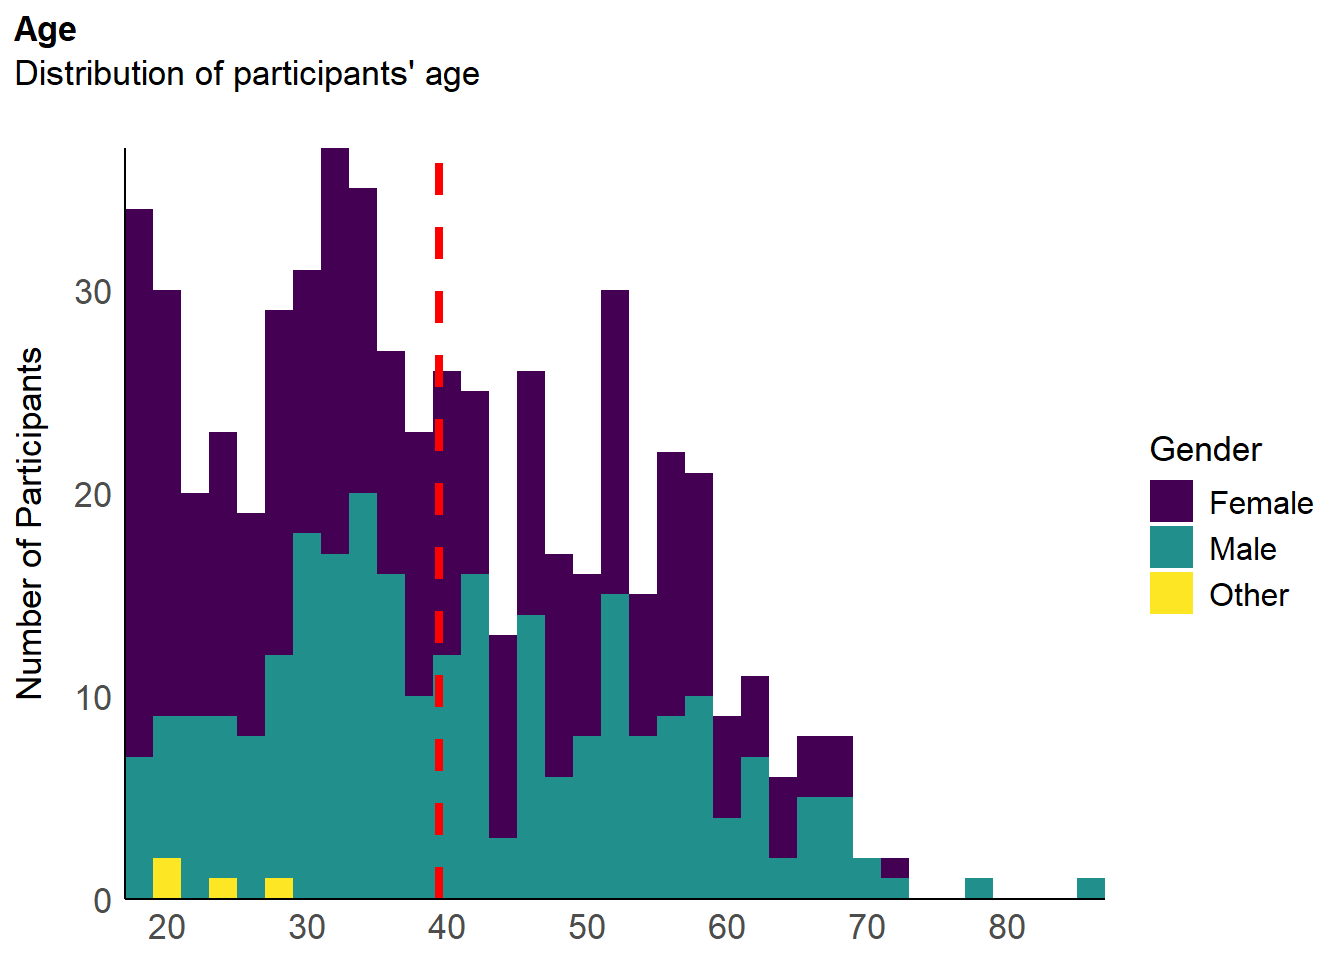 Age
Distribution of participants' age
Number of Participants
30
20
10
0
20 30 40 50 60 70 80
Gender
Female
Male
Other